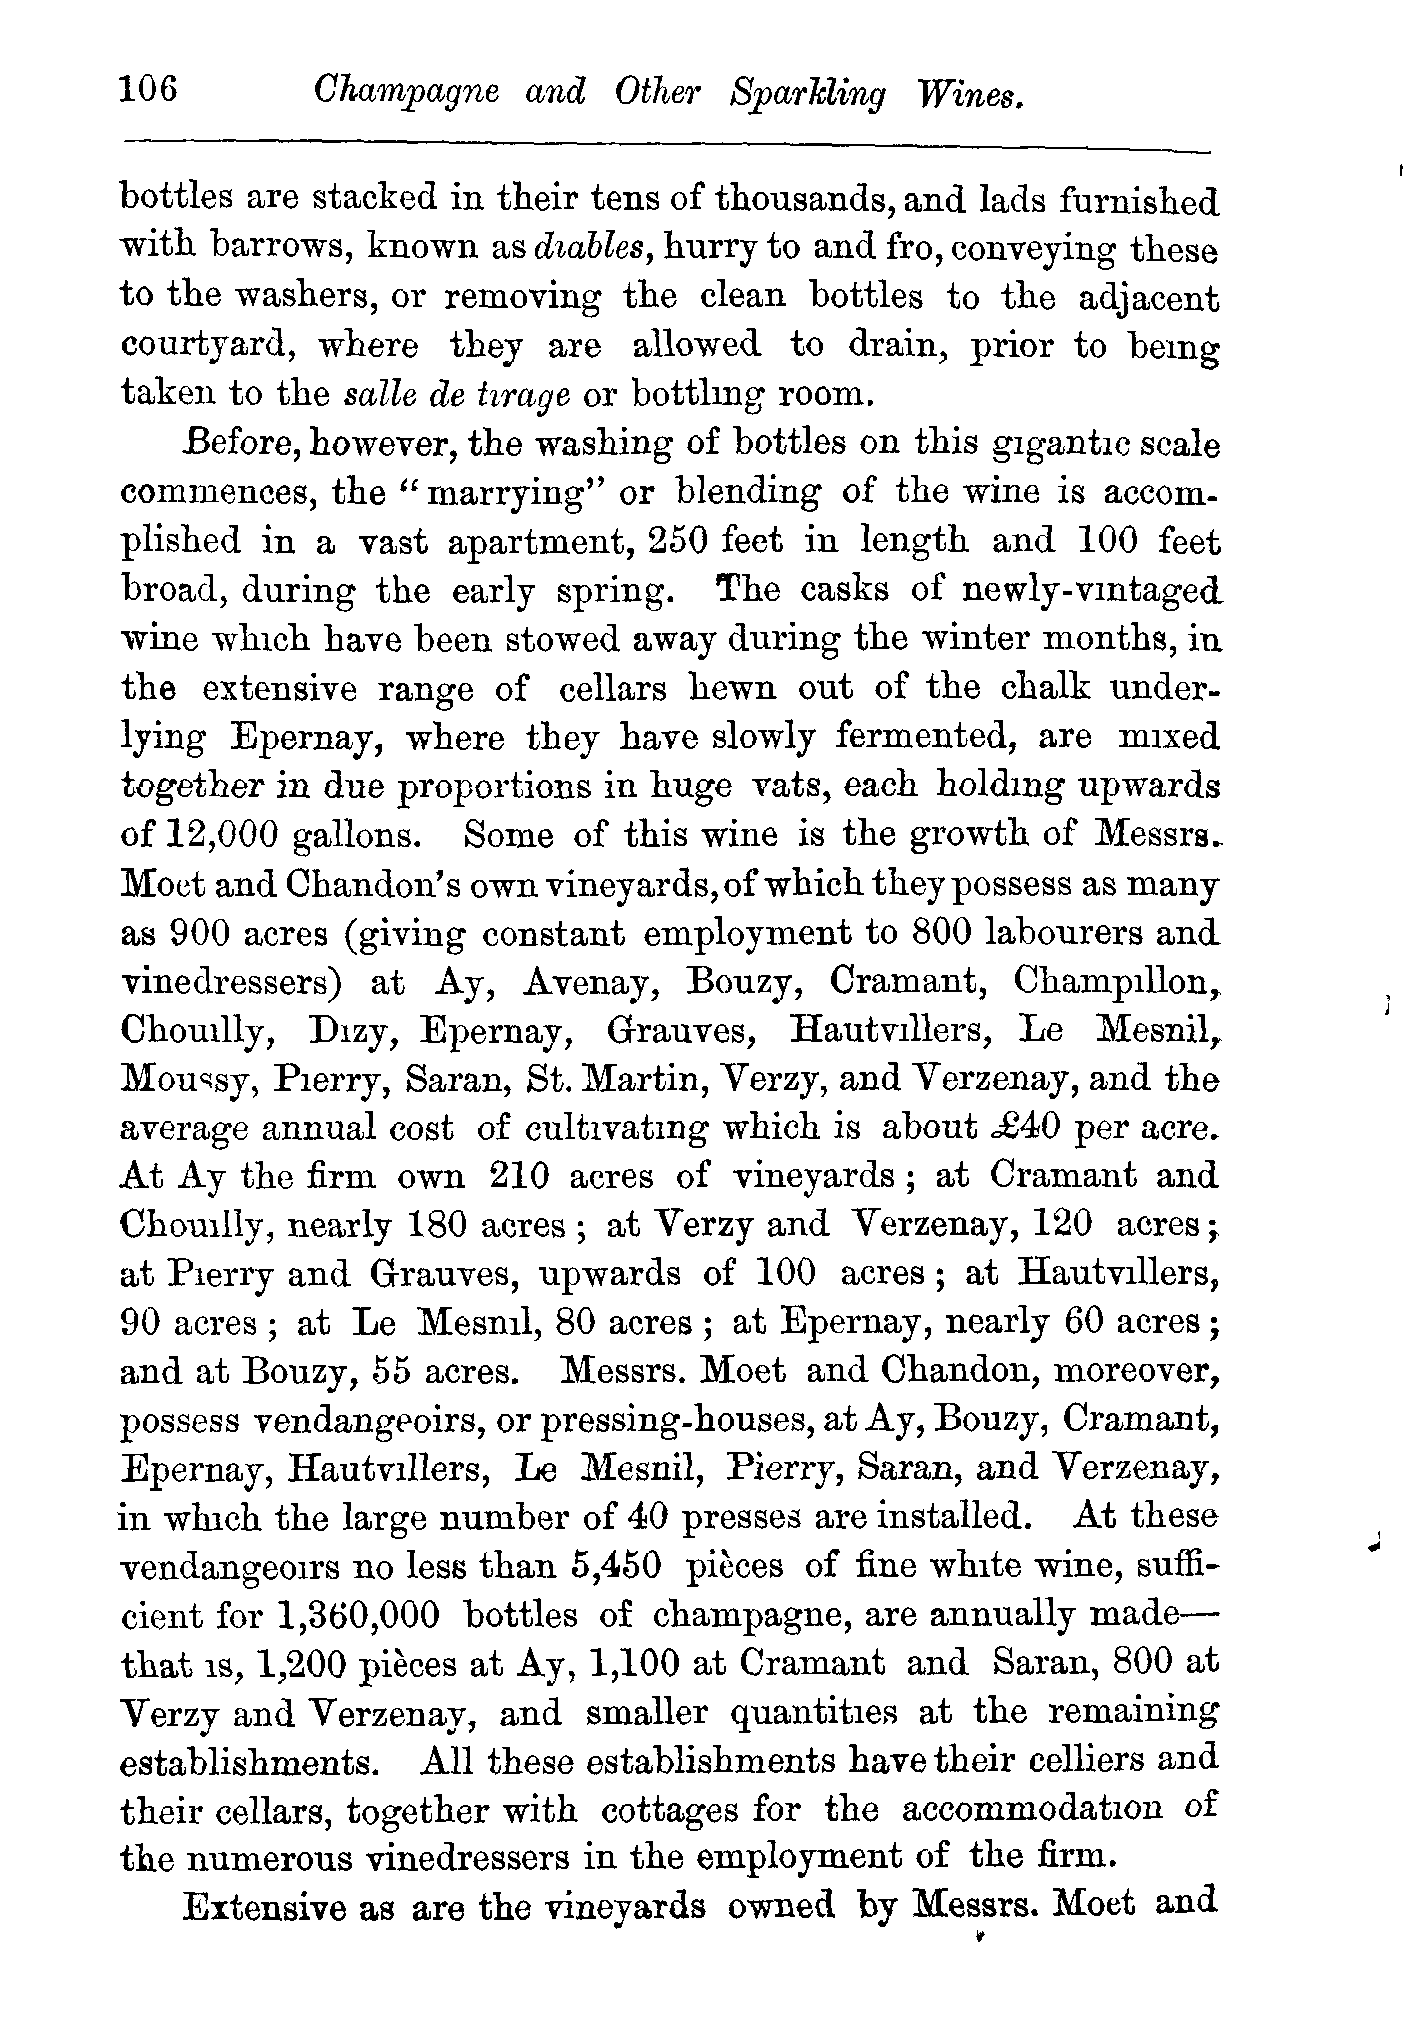 106 Champagne and Other Sparkling Wines.
bottles are stacked in their tens of thousands, and lads furnished
with barrows, known as diables, hurry to and fro, conveying these
to the washers, or removing the clean bottles to the adjacent
courtyard, where they are allowed to drain, prior to being
taken to the salle de tirage or bottling room.
Before, however, the washing of bottles on this gigantic scale
commences, the "marrying" or blending of the wine is accom-
plished in a vast apartment, 250 feet in length and 100 feet
broad, during the early spring. The casks of newly-vintaged
wine which have been stowed away during the winter months, in
the extensive range of cellars hewn out of the chalk under-
lying Epernay, where they have slowly fermented, are mixed
together in due proportions in huge vats, each holding upwards
of 12,000 gallons. Some of this wine is the growth of Messrs.
Moet and Chandon's own vineyards, of which they possess as many
as 900 acres (giving constant employment to 800 labourers and
vinedressers) at Ay, Avenay, Bouzy, Cramant, Champillon,
Chouilly, Dizy, Epernay, Grauves, Hautvillers, Le Mesnil,
Moussy, Pierry, Saran, St. Martin, Verzy, and Verzenay, and the
average annual cost of cultivating which is about £40 per acre.
At Ay the firm own 210 acres of vineyards ; at Cramant and
Chouilly, nearly 180 acres ; at Verzy and Verzenay, 120 acres ;
at Pierry and Grauves, upwards of 100 acres ; at Hautvillers,
90 acres ; at Le Mesnil, 80 acres ; at Epernay, nearly 60 acres ;
and at Bouzy, 55 acres. Messrs. Moet and Chandon, moreover,
possess vendangeoirs, or pressing-houses, at Ay, Bouzy, Cramant,
Epernay, Hautvillers, Le Mesnil, Pierry, Saran, and Verzenay,
in which the large number of 40 presses are installed. At these
vendangeoirs no less than 5,450 pièces of fine white wine, suffi-
cient for 1,360,000 bottles of champagne, are annually made—
that is, 1,200 pièces at Ay, 1,100 at Cramant and Saran, 800 at
Verzy and Verzenay, and smaller quantities at the remaining
establishments. All these establishments have their celliers and
their cellars, together with cottages for the accommodation of
the numerous vinedressers in the employment of the firm.
Extensive as are the vineyards owned by Messrs. Moet and